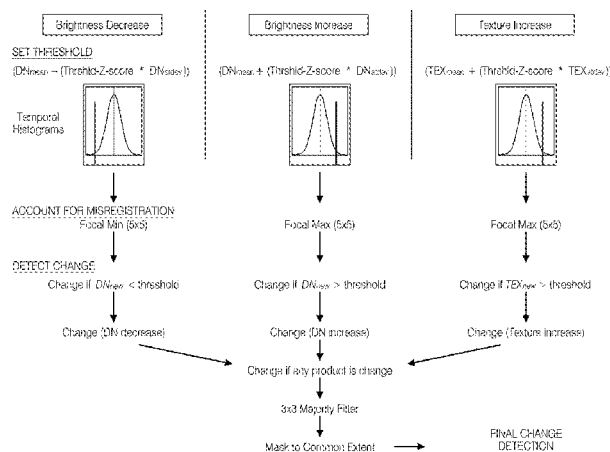 Brightness Decrease
Brightness Increase
Texture Increase
SET THRESHOLD
(DNmean - (Thrshld-Z-score * DNstdev))
(DNmean + (Thrshld-Z-score * DNstdev))
(TEXmean + (Thrshld-Z-score * TEXstdev))
Temporal
Histograms
ACCOUNT FOR MISREGISTRATION
Focal Min (5x5)
Focal Max (5x5)
Focal Max (5x5)
DETECT CHANGE
Change if DNnew < threshold
Change if DNnew > threshold
Change if TEXnew > threshold
Change (DN decrease)
Change (DN increase)
Change (Texture increase)
Change if any product is change
3x3 Majority Filter
Mask to Common Extent
FINAL CHANGE
DETECTION